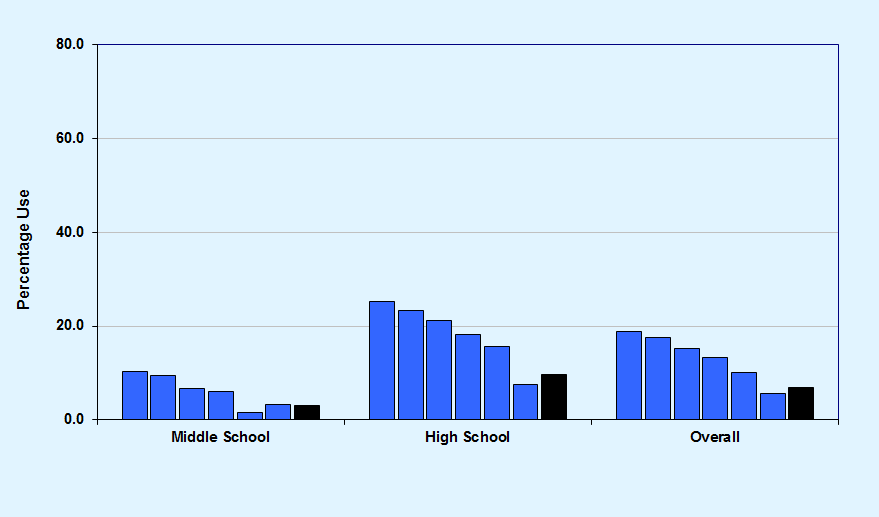 80.0
60.0
40.0
20.0
0.0
Percentage Use
Middle School
High School
Overall